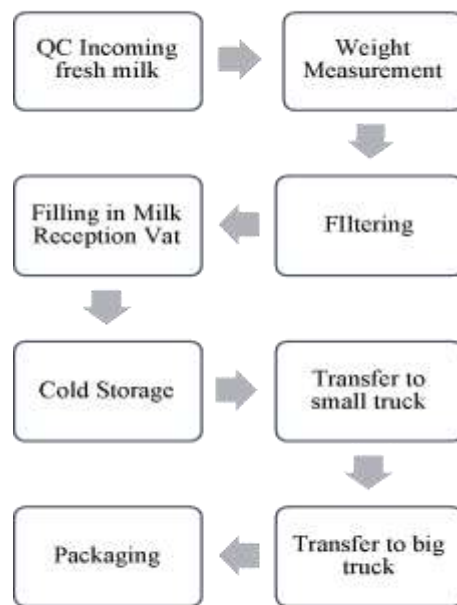 QC Incoming
fresh milk
Weight
Measurement
FIltering
Filling in Milk
Reception Vat
Cold Storage
Transfer to
small truck
Transfer to big
truck
Packaging